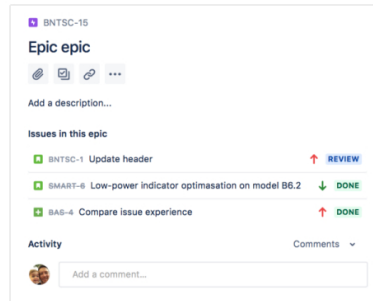 BNTSC-15
Epic epic
Add a description...
Issues in this epic
BNTSC-1 Update header REVIEW
SMART-6 Low-power indicator optimasation on model B6.2 DONE
BAS-4 Compare issue experience DONE
Activity Comments
Add a comment...